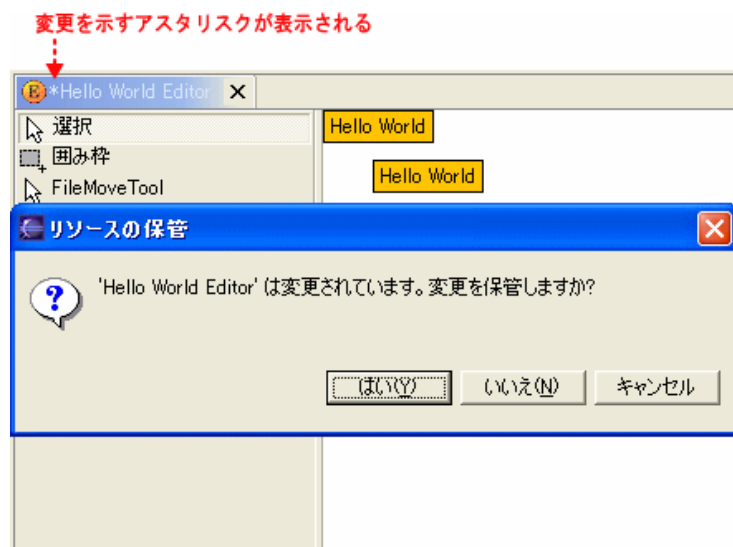 変更を示すアスタリスクが表示される
E *Hello World Editor
選択
Hello World
囲み枠
Hello World
FileMoveTool
リソースの保管
'Hello World Editor' は変更されています。変更を保管しますか?
はい(Y) いいえ(N) キャンセル